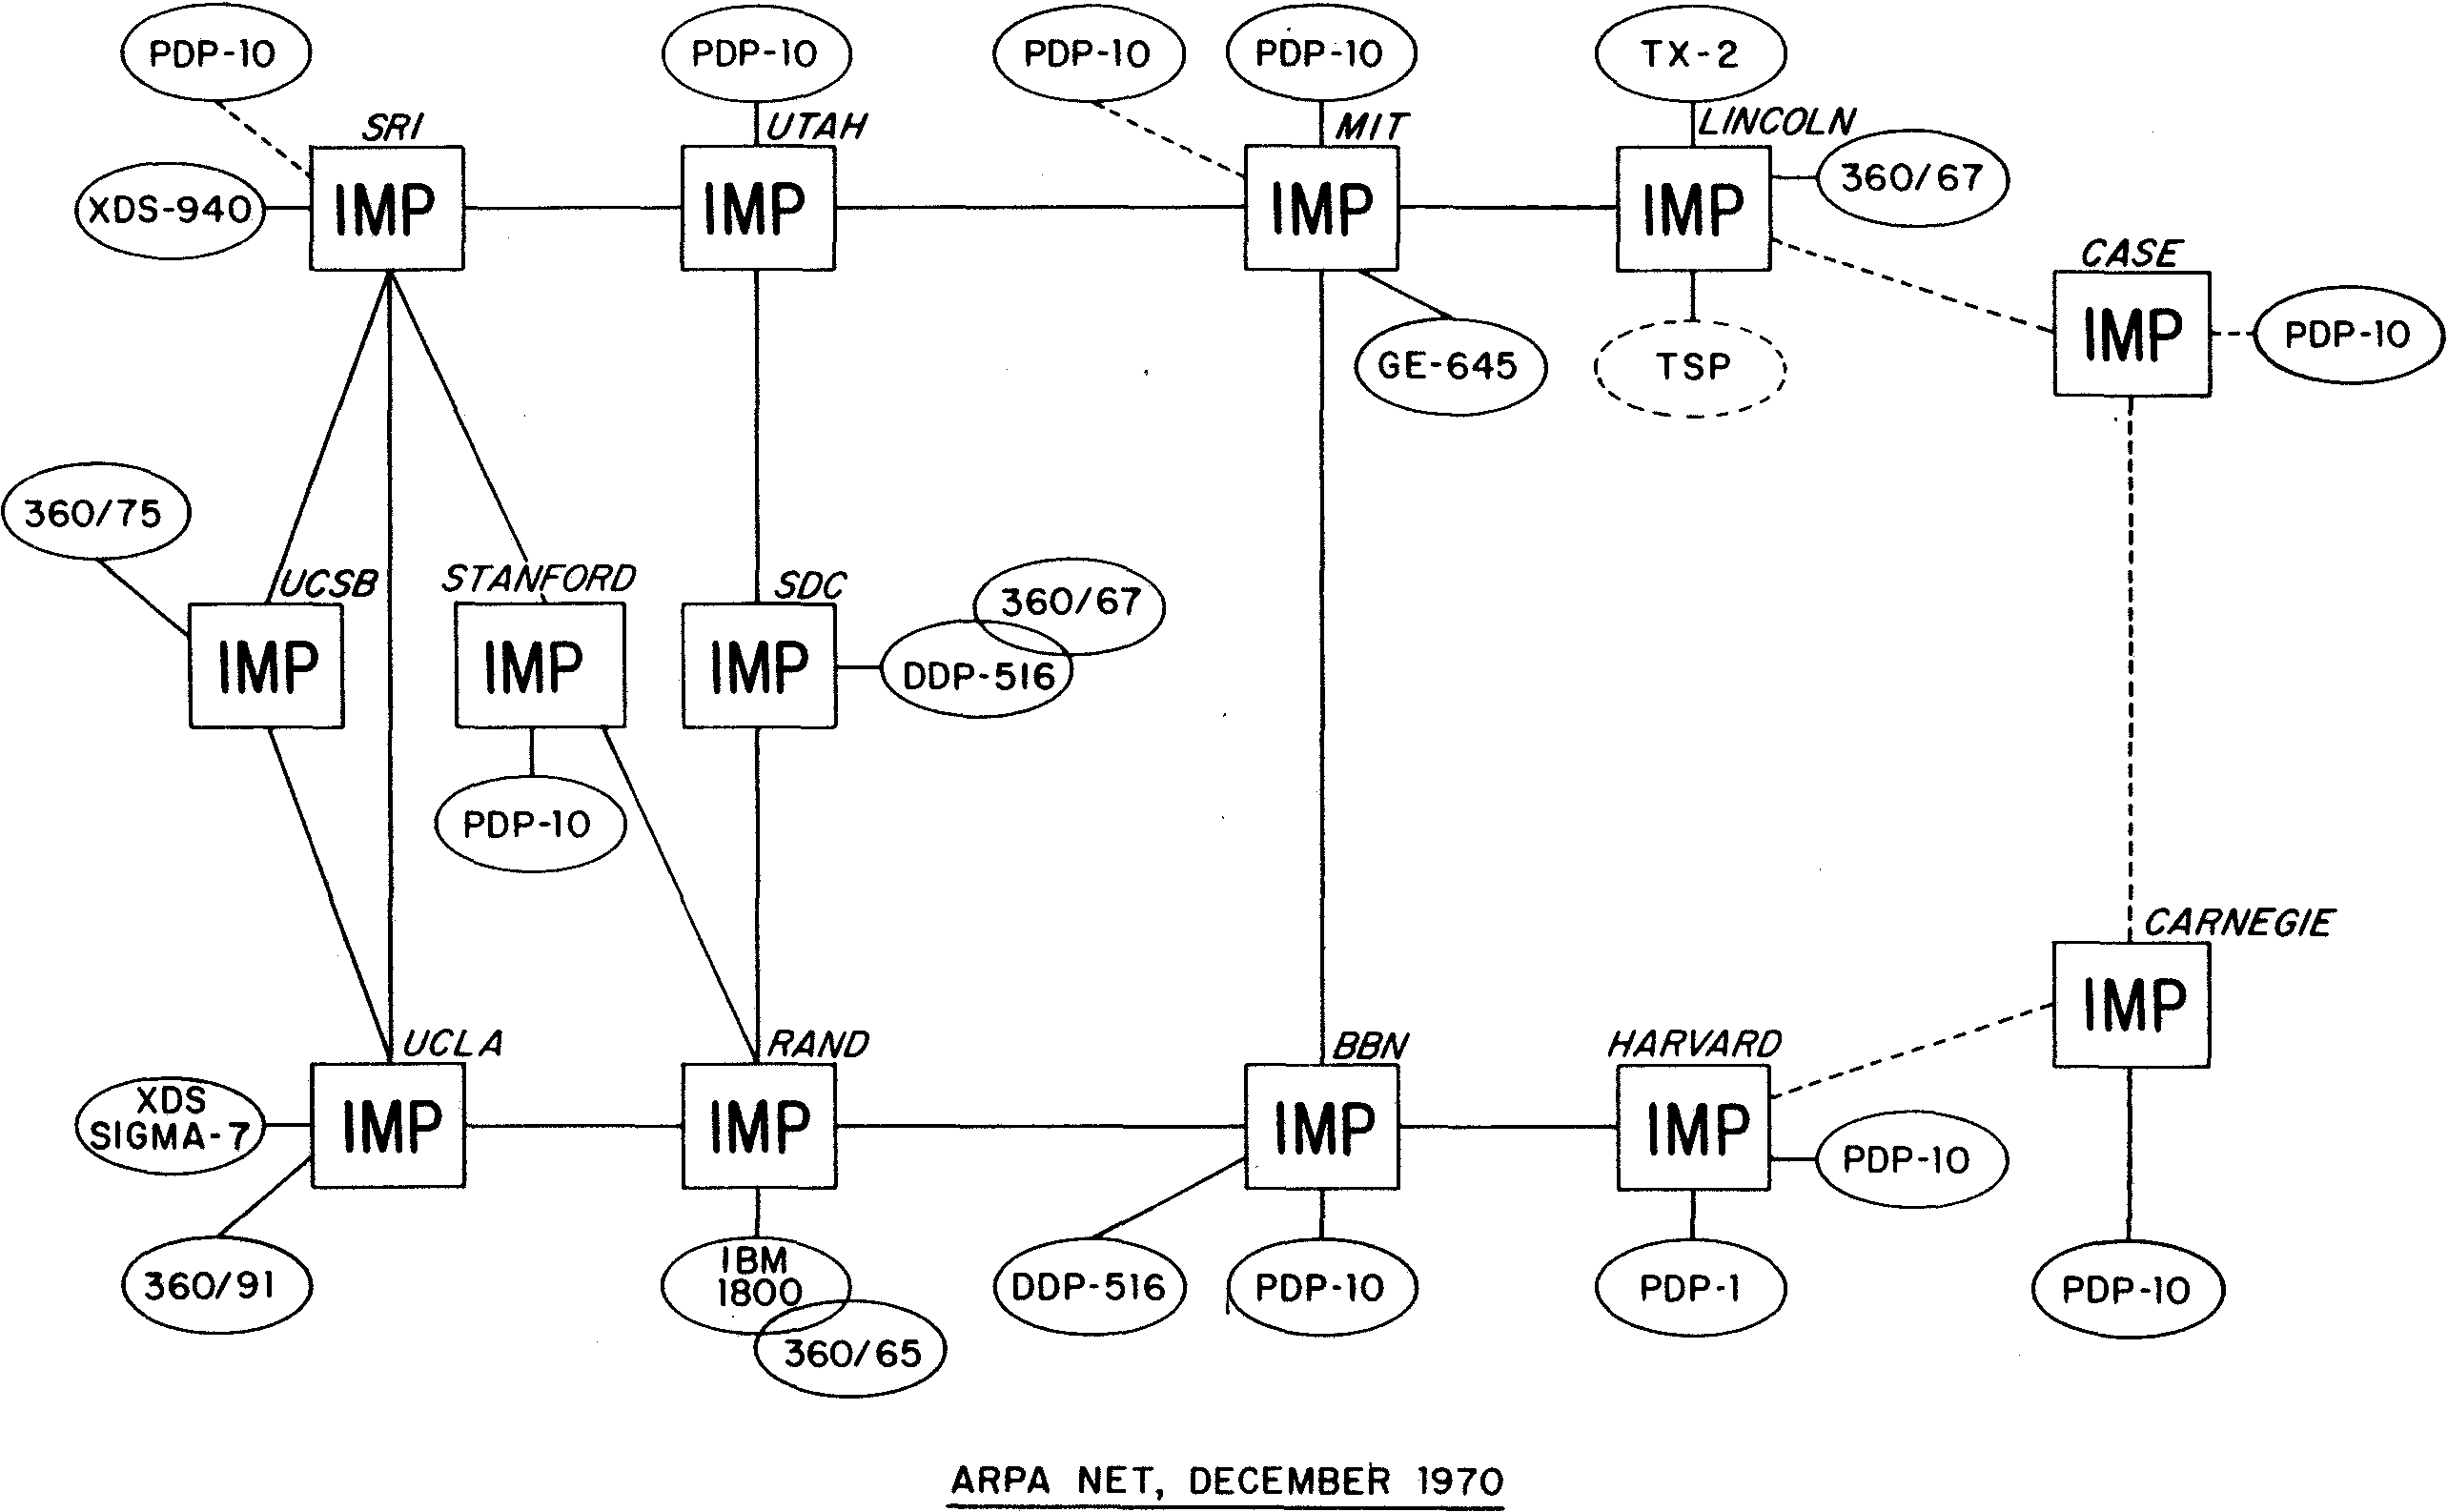 PDP-10
PDP-10
PDP-10
PDP-10
TX-2
SRI
UTAH
MIT
LINCOLN
XDS-940
IMP
IMP
IMP
IMP
360/67
CASE
IMP
PDP-10
GE-645
TSP
360/75
UCSB
STANFORD
SDC
360/67
IMP
IMP
IMP
DDP-516
PDP-10
CARNEGIE
IMP
UCLA
RAND
BBN
HARVARD
XDS
SIGMA-7
IMP
IMP
IMP
IMP
PDP-10
360/91
IBM
1800
360/65
DDP-516
PDP-10
PDP-1
PDP-10
ARPA NET, DECEMBER 1970